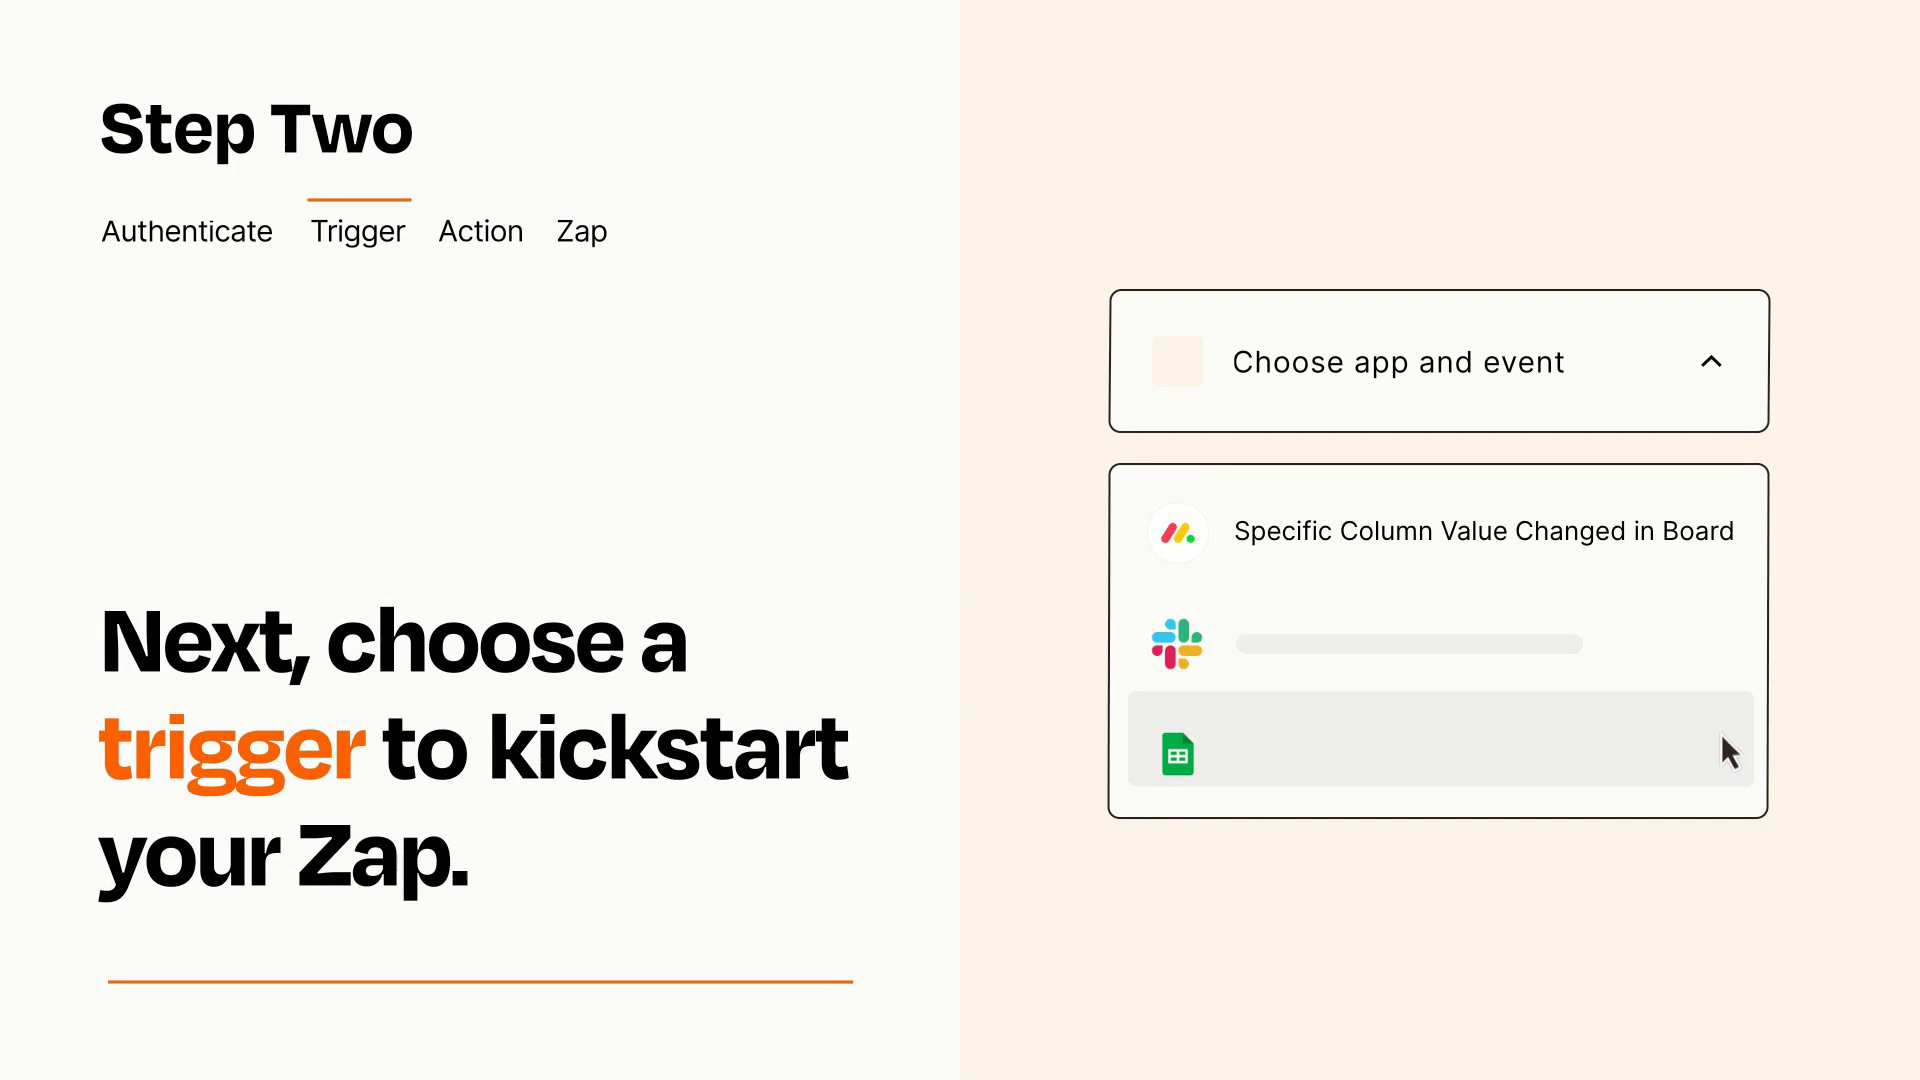 Step Two
Authenticate Trigger Action Zap
Next, choose a
trigger to kickstart
your Zap.
Choose app and event
Specific Column Value Changed in Board